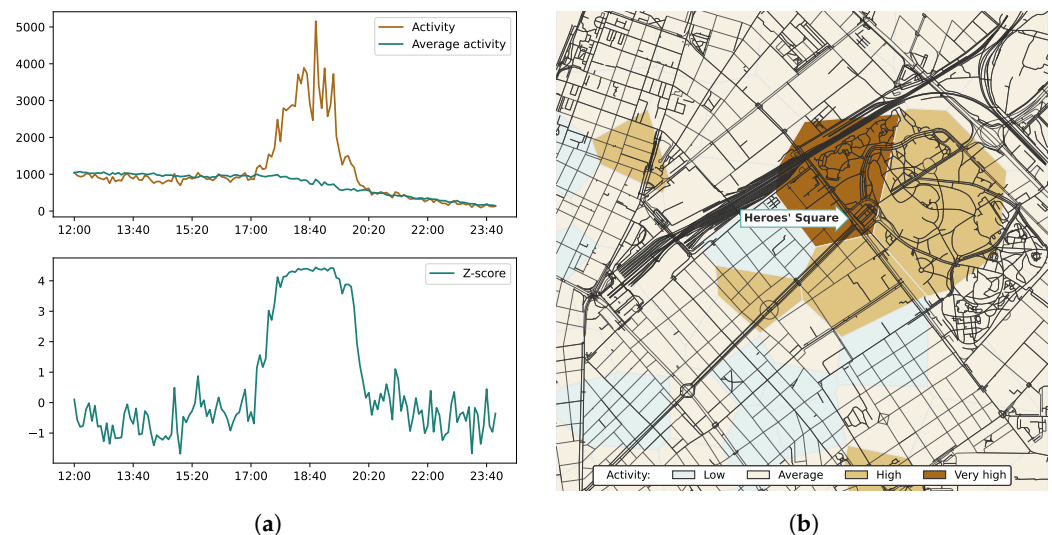 5000
4000
3000
2000
1000
0
Activity
Average activity
12:00 13:40 15:20 17:00 18:40 20:20 22:00 23:40
4
3
2
1
0
−1
Z-score
12:00 13:40 15:20 17:00 18:40 20:20 22:00 23:40
(a)
Heroes' Square
Activity: Low Average High Very high
(b)